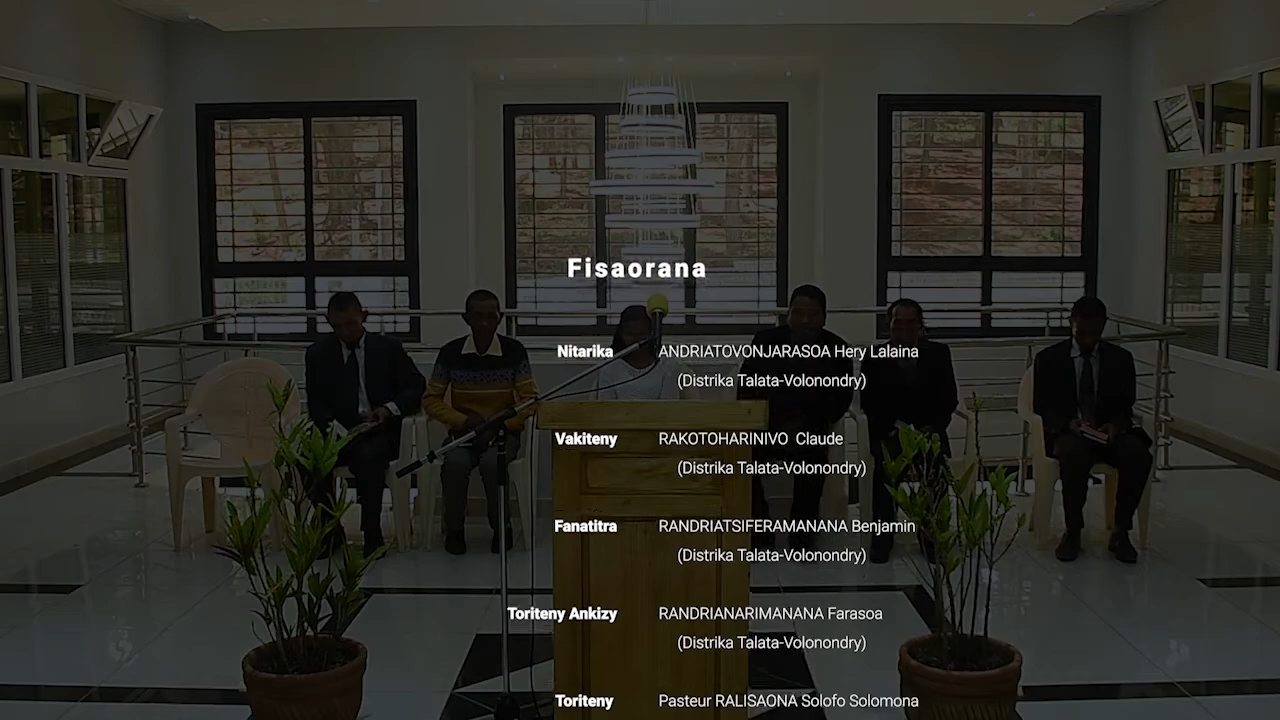 Fisaorana
Nitarika ANDRIATOVONJARASOA Hery Lalaina
(Distrika Talata-Volonondry)
Vakiteny RAKOTOHARINIVO Claude
(Distrika Talata-Volonondry)
Fanatitra RANDRIATSIFERAMANANA Benjamin
(Distrika Talata-Volonondry)
Toriteny Ankizy RANDRIANARIMANANA Farasoa
(Distrika Talata-Volonondry)
Toriteny Pasteur RALISAONA Solofo Solomona